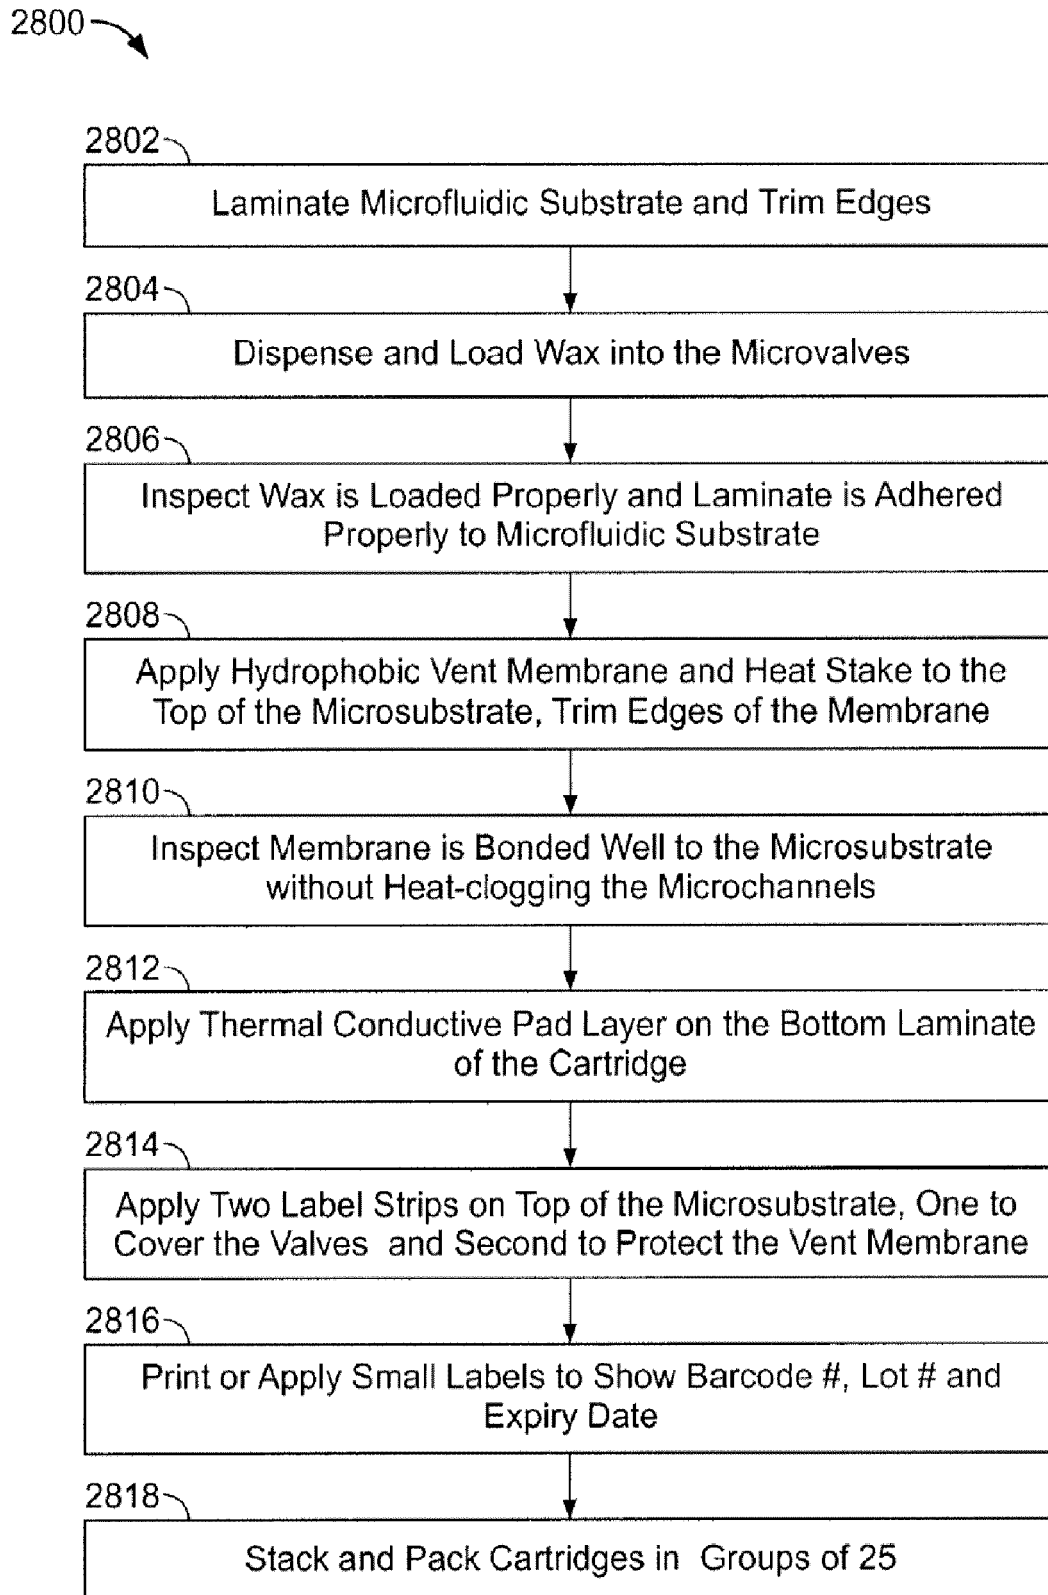 2800
2802
Laminate Microfluidic Substrate and Trim Edges
2804
Dispense and Load Wax into the Microvalves
2806
Inspect Wax is Loaded Properly and Laminate is Adhered
Properly to Microfluidic Substrate
2808
Apply Hydrophobic Vent Membrane and Heat Stake to the
Top of the Microsubstrate, Trim Edges of the Membrane
2810
Inspect Membrane is Bonded Well to the Microsubstrate
without Heat-clogging the Microchannels
2812
Apply Thermal Conductive Pad Layer on the Bottom Laminate
of the Cartridge
2814
Apply Two Label Strips on Top of the Microsubstrate, One to
Cover the Valves and Second to Protect the Vent Membrane
2816
Print or Apply Small Labels to Show Barcode #, Lot # and
Expiry Date
2818
Stack and Pack Cartridges in Groups of 25